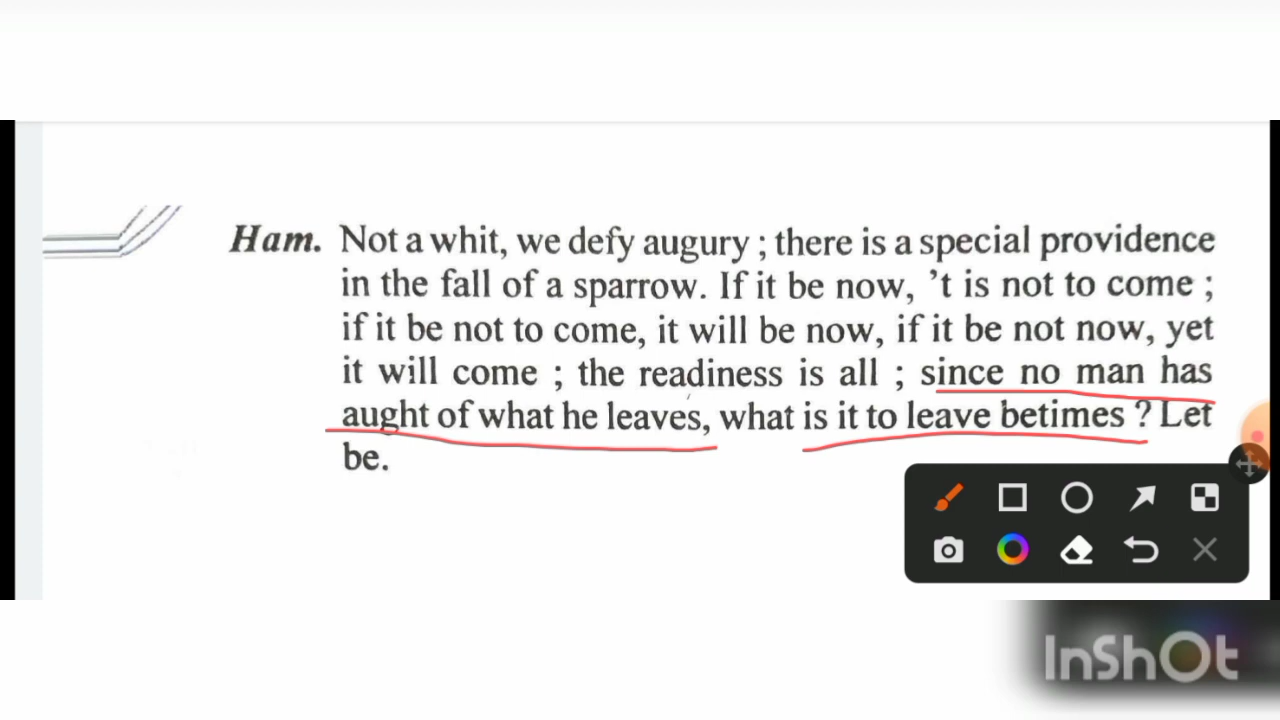 Ham. Not a whit, we defy augury ; there is a special providence
in the fall of a sparrow. If it be now, ’t is not to come ;
if it be not to come, it will be now, if it be not now, yet
it will come ; the readiness is all ; since no man has
aught of what he leaves, what is it to leave betimes ? Let
be.
InShOt